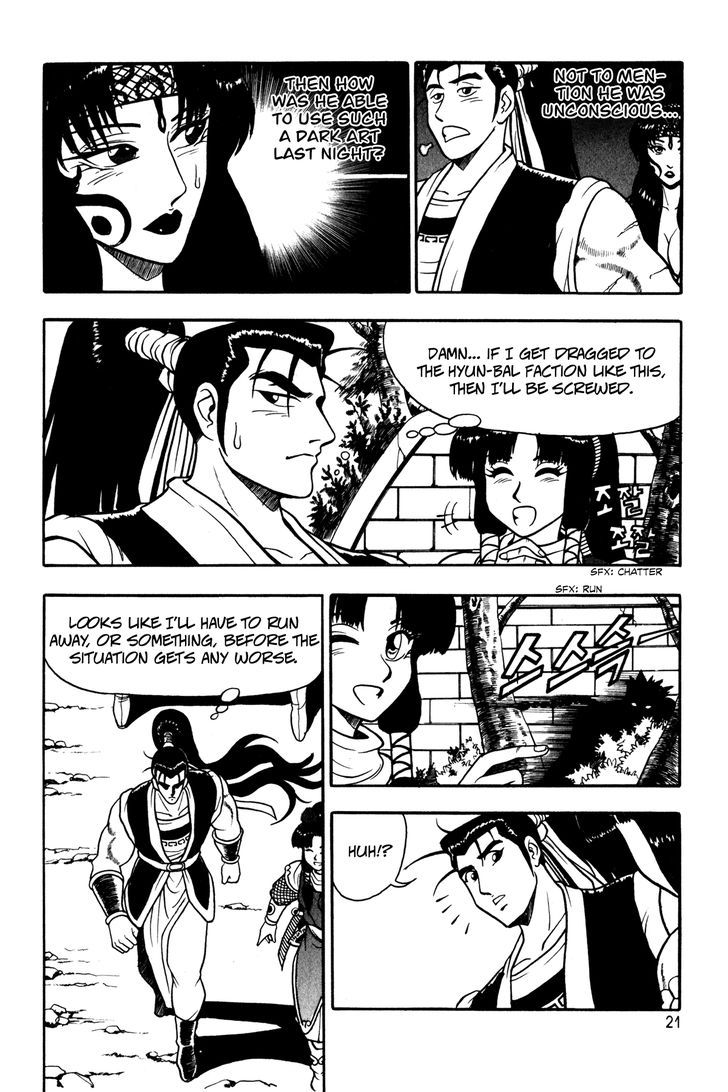 THEN HOW
WAS HE ABLE
TO USE SUCH
A DARK ART
LAST NIGHT?
NOT TO MEN-
TION HE WAS
UNCONSCIOUS...
DAMN... IF I GET DRAGGED TO
THE HYUN-BAL FACTION LIKE THIS,
THEN I'LL BE SCREWED.
조잘
조잘
SFX: CHATTER
SFX: RUN
LOOKS LIKE I'LL HAVE TO RUN
AWAY, OR SOMETHING, BEFORE THE
SITUATION GETS ANY WORSE.
스스슥
HUH!?
21